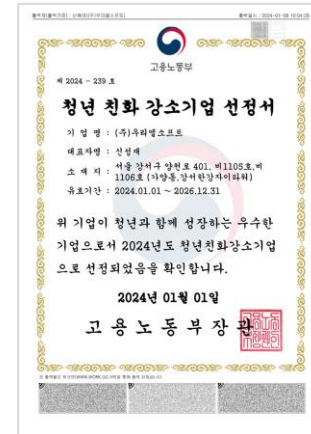 고용노동부
제 2024 - 239 호
청년 친화 강소기업 선정서
기 업 명 : (주)우리엘소프트
대표자명 : 신성재
소 재 지 : 서울 강서구 양천로 401, 비1105호,비
1106호 (가양동,강서한강자이타워)
유효기간 : 2024.01.01 ~ 2026.12.31
위 기업이 청년과 함께 성장하는 우수한
기업으로서 2024년도 청년친화강소기업
으로 선정되었음을 확인합니다.
2024년 01월 01일
고 용 노 동 부 장 관